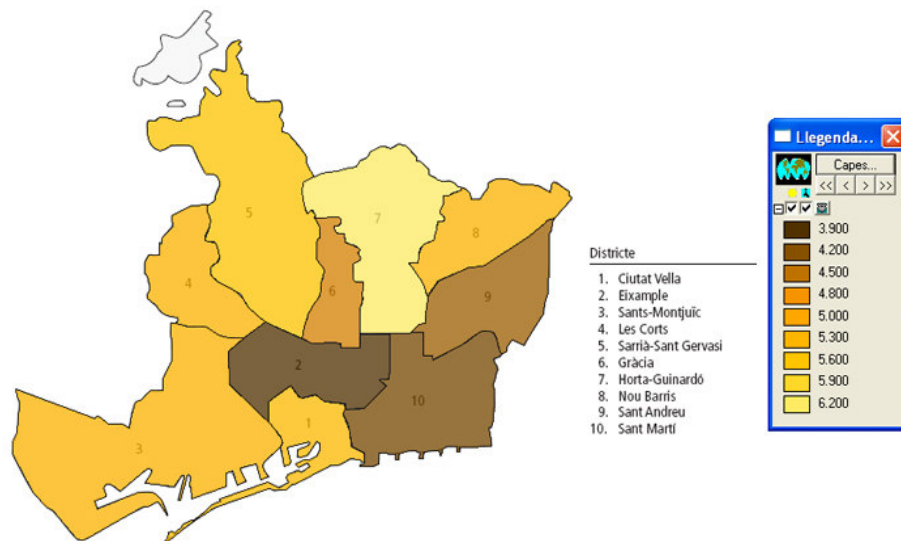 5
7
8
4
6
9
2
10
1
3
Districte
1. Ciutat Vella
2. Eixample
3. Sants-Montjuïc
4. Les Corts
5. Sarrià-Sant Gervasi
6. Gràcia
7. Horta-Guinardó
8. Nou Barris
9. Sant Andreu
10. Sant Martí
Llegenda...
Capes...
<< < > >>
3.900
4.200
4.500
4.800
5.000
5.300
5.600
5.900
6.200